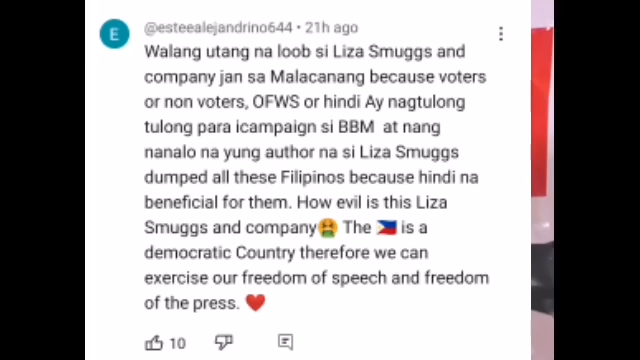 E
@esteealejandrino644 • 21h ago
Walang utang na loob si Liza Smuggs and
company jan sa Malacanang because voters
or non voters, OFWS or hindi Ay nagtulong
tulong para icampaign si BBM at nang
nanalo na yung author na si Liza Smuggs
dumped all these Filipinos because hindi na
beneficial for them. How evil is this Liza
Smuggs and company🤮 The 🇵🇭 is a
democratic Country therefore we can
exercise our freedom of speech and freedom
of the press. ❤️
10